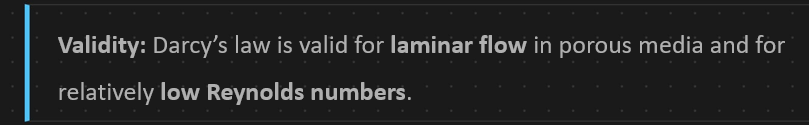 Validity: Darcy’s law is valid for laminar flow in porous media and for
relatively low Reynolds numbers.